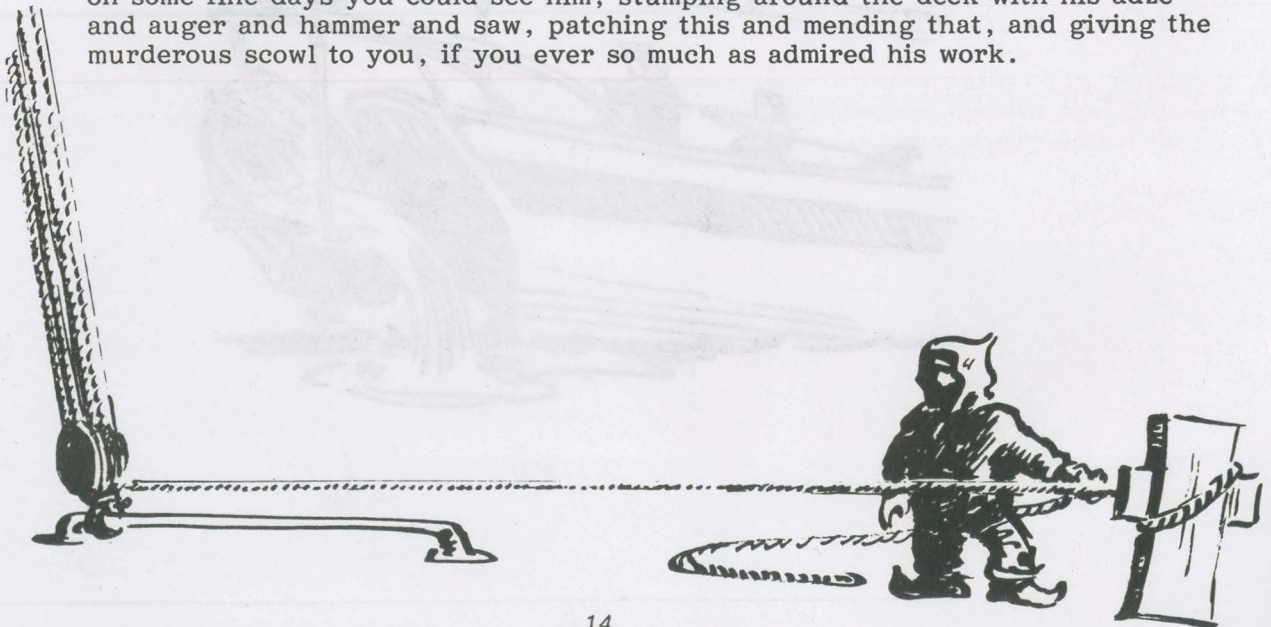 on some fine days you could see him, stumping around the deck with his adze
and auger and hammer and saw, patching this and mending that, and giving the
murderous scowl to you, if you ever so much as admired his work.
14